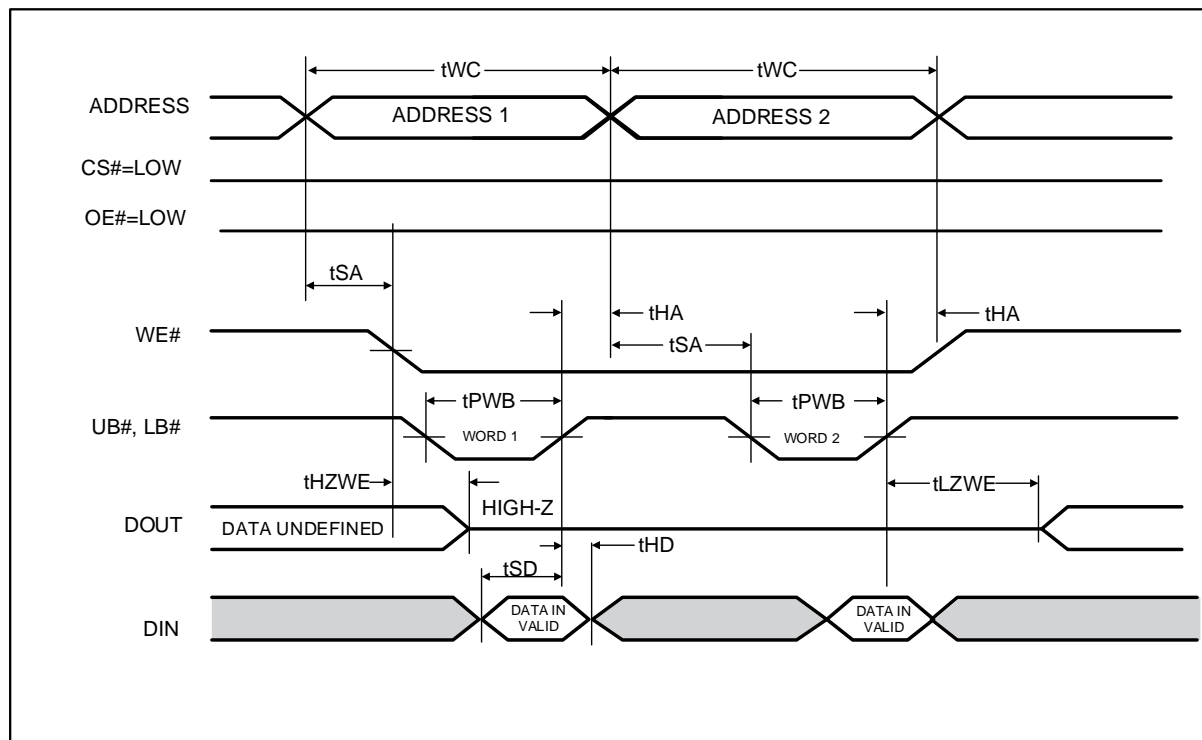 tWC
tWC
ADDRESS
ADDRESS 1
ADDRESS 2
CS#=LOW
OE#=LOW
tSA
tHA
tHA
WE#
tSA
tPWB
tPWB
UB#, LB#
WORD 1
WORD 2
tHZWE
tLZWE
HIGH-Z
DOUT
DATA UNDEFINED
tHD
tSD
DIN
DATA IN
VALID
DATA IN
VALID